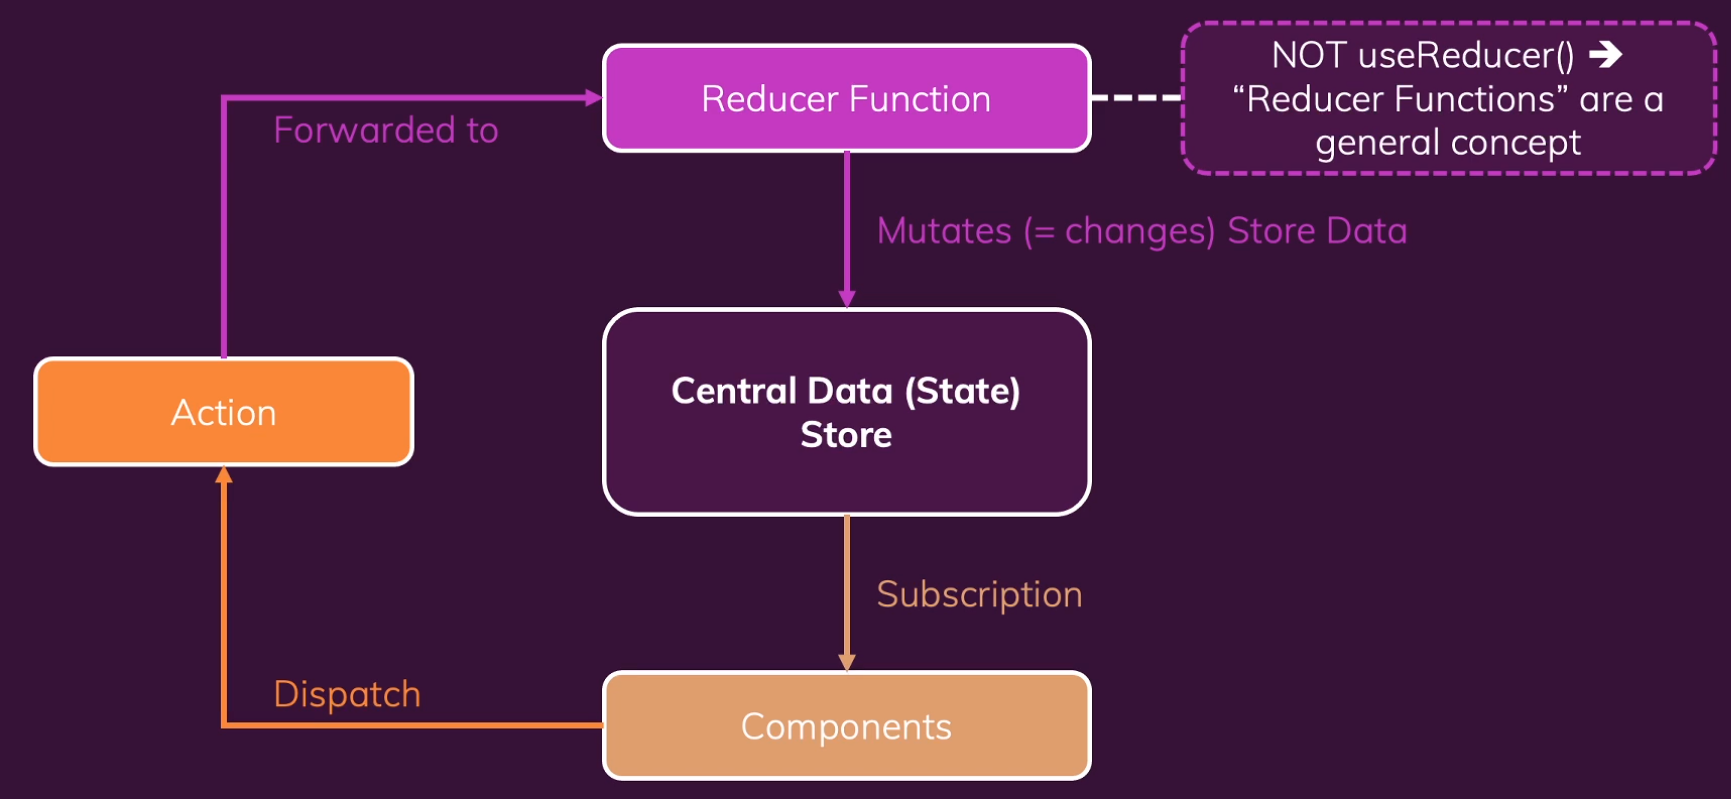 Reducer Function
NOT useReducer() ➔
“Reducer Functions” are a
general concept
Forwarded to
Mutates (= changes) Store Data
Action
Central Data (State)
Store
Subscription
Dispatch
Components